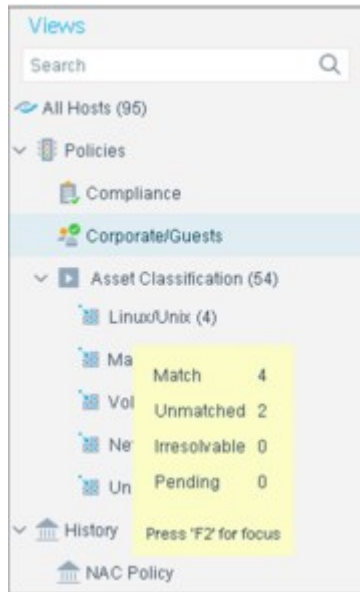 Views
Search
All Hosts (95)
Policies
Compliance
Corporate/Guests
Asset Classification (54)
Linux/Unix (4)
Ma
Match 4
Vol
Unmatched 2
Ne
Irresolvable 0
Un
Pending 0
History
Press 'F2' for focus
NAC Policy